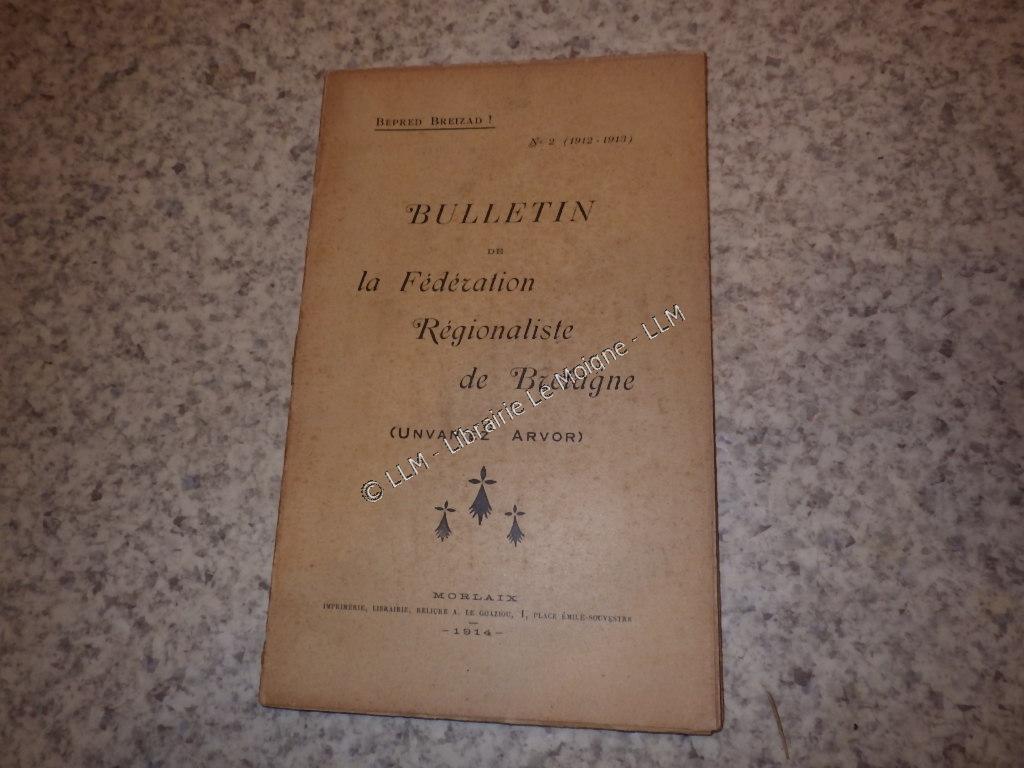 BEPRED BREIZAD !
No 2 (1912-1913)
BULLETIN
DE
la Fédération
Régionaliste
de Bretagne
(UNVANIEZ ARVOR)
© LLM - Librairie Le Moigne - LLM
MORLAIX
IMPRIMERIE, LIBRAIRIE, RELIURE A. LE GOAZIOU, 1, PLACE ÉMILE-SOUVESTRE
-1914-